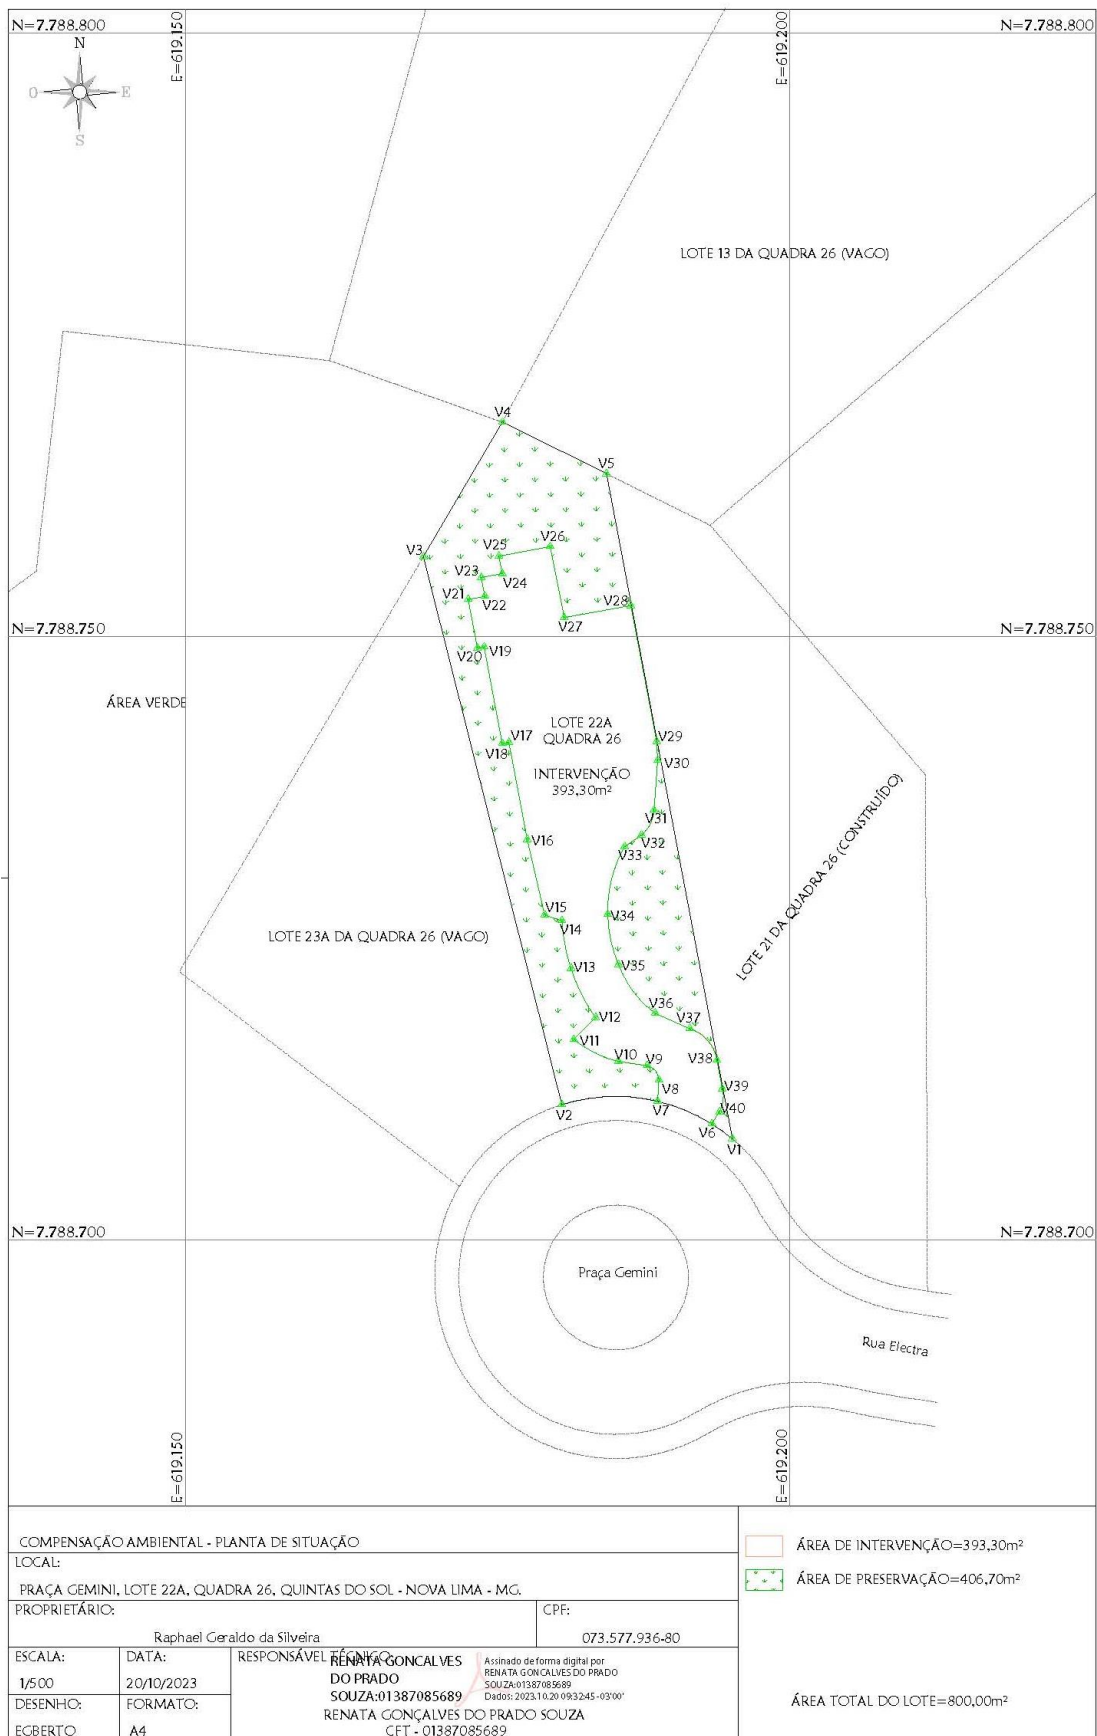 N=7.788.800
E=619.150
E=619.200
N=7.788.800
N
O
E
S
LOTE 13 DA QUADRA 26 (VAGO)
V4
V5
V3
V25
V26
V23
V24
V21
V22
V28
V27
N=7.788.750
N=7.788.750
V20
V19
ÁREA VERDE
LOTE 22A
QUADRA 26
V18
V17
V29
V30
INTERVENÇÃO
393,30m²
V31
V16
V32
V33
LOTE 21 DA QUADRA 26 (CONSTRUÍDO)
V15
V34
V14
LOTE 23A DA QUADRA 26 (VAGO)
V13
V35
V12
V36
V37
V11
V10
V9
V38
V8
V39
V2
V7
V40
V6
V1
N=7.788.700
N=7.788.700
Praça Gemini
Rua Electra
E=619.150
E=619.200
COMPENSAÇÃO AMBIENTAL - PLANTA DE SITUAÇÃO
LOCAL:
PRAÇA GEMINI, LOTE 22A, QUADRA 26, QUINTAS DO SOL - NOVA LIMA - MG.
PROPRIETÁRIO:
Raphael Geraldo da Silveira
CPF:
073.577.936-80
ESCALA:
1/500
DATA:
20/10/2023
RESPONSÁVEL TÉCNICO:
RENATA GONCALVES
DO PRADO
SOUZA:01387085689
Assinado de forma digital por
RENATA GONCALVES DO PRADO
SOUZA:01387085689
Dados: 2023.10.20 09:32:45 -03'00'
RENATA GONÇALVES DO PRADO SOUZA
CFT - 01387085689
DESENHO:
EGBERTO
FORMATO:
A4
ÁREA DE INTERVENÇÃO=393,30m²
ÁREA DE PRESERVAÇÃO=406,70m²
ÁREA TOTAL DO LOTE=800,00m²